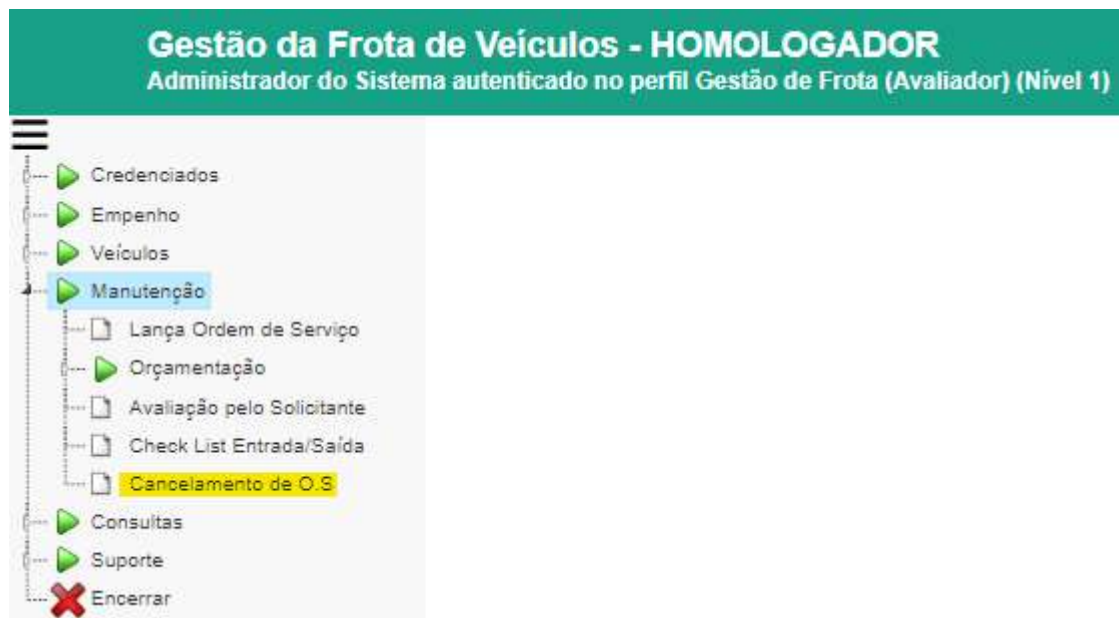 Gestão da Frota de Veículos - HOMOLOGADOR
Administrador do Sistema autenticado no perfil Gestão de Frota (Avaliador) (Nível 1)
Credenciados
Empenho
Veículos
Manutenção
Lança Ordem de Serviço
Orçamentação
Avaliação pelo Solicitante
Check List Entrada/Saída
Cancelamento de O.S
Consultas
Suporte
Encerrar